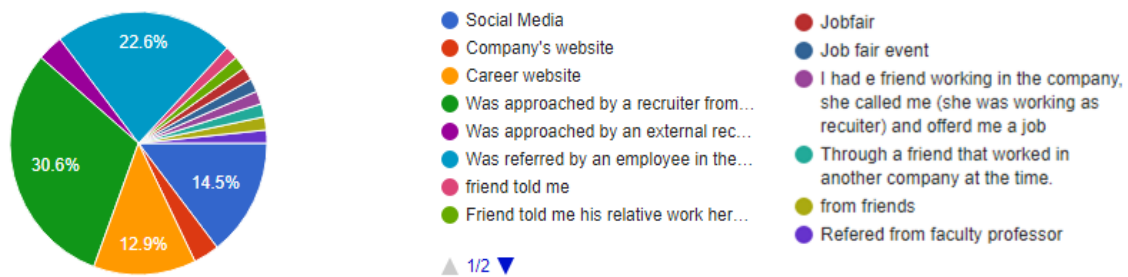 22.6%
30.6%
14.5%
12.9%
Social Media
Company's website
Career website
Was approached by a recruiter from...
Was approached by an external rec...
Was referred by an employee in the...
friend told me
Friend told me his relative work her...
1/2
Jobfair
Job fair event
I had e friend working in the company,
she called me (she was working as
recuiter) and offerd me a job
Through a friend that worked in
another company at the time.
from friends
Refered from faculty professor